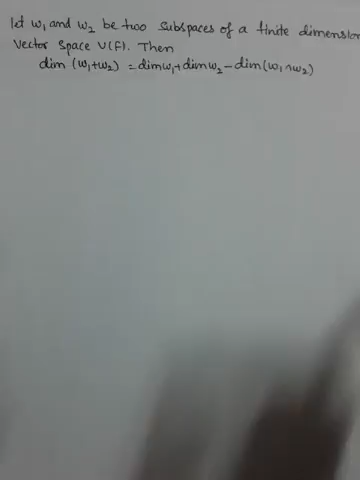 let W₁ and W₂ be two subspaces of a finite dimension
Vector space V(F). Then
dim (W₁+W₂) = dimW₁+dimW₂-dim(W₁∩W₂)